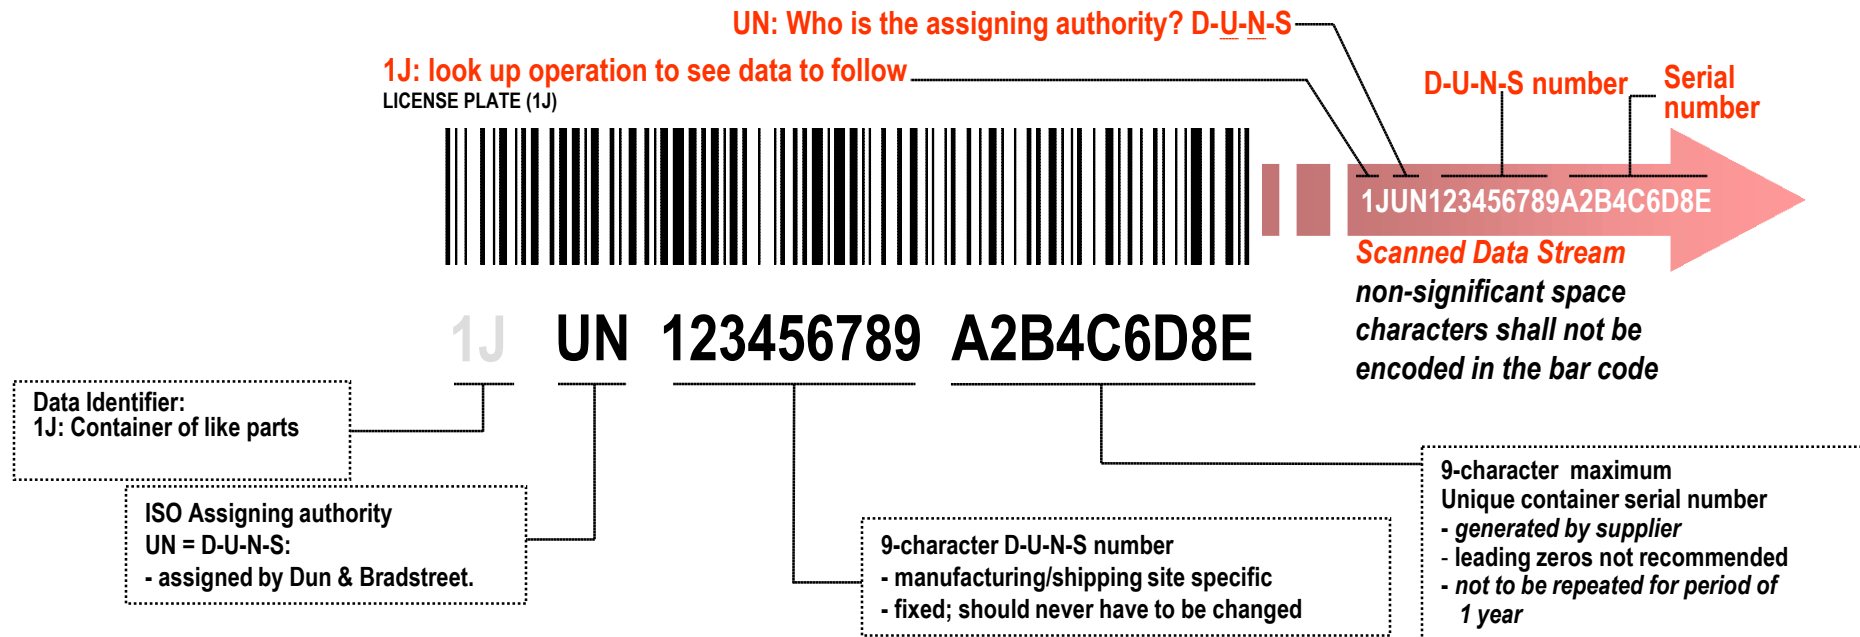 UN: Who is the assigning authority? D-U-N-S
1J: look up operation to see data to follow
LICENSE PLATE (1J)
D-U-N-S number
Serial
number
1JUN123456789A2B4C6D8E
Scanned Data Stream
non-significant space
characters shall not be
encoded in the bar code
1J UN 123456789 A2B4C6D8E
Data Identifier:
1J: Container of like parts
ISO Assigning authority
UN = D-U-N-S:
- assigned by Dun & Bradstreet.
9-character D-U-N-S number
- manufacturing/shipping site specific
- fixed; should never have to be changed
9-character maximum
Unique container serial number
- generated by supplier
- leading zeros not recommended
- not to be repeated for period of
1 year